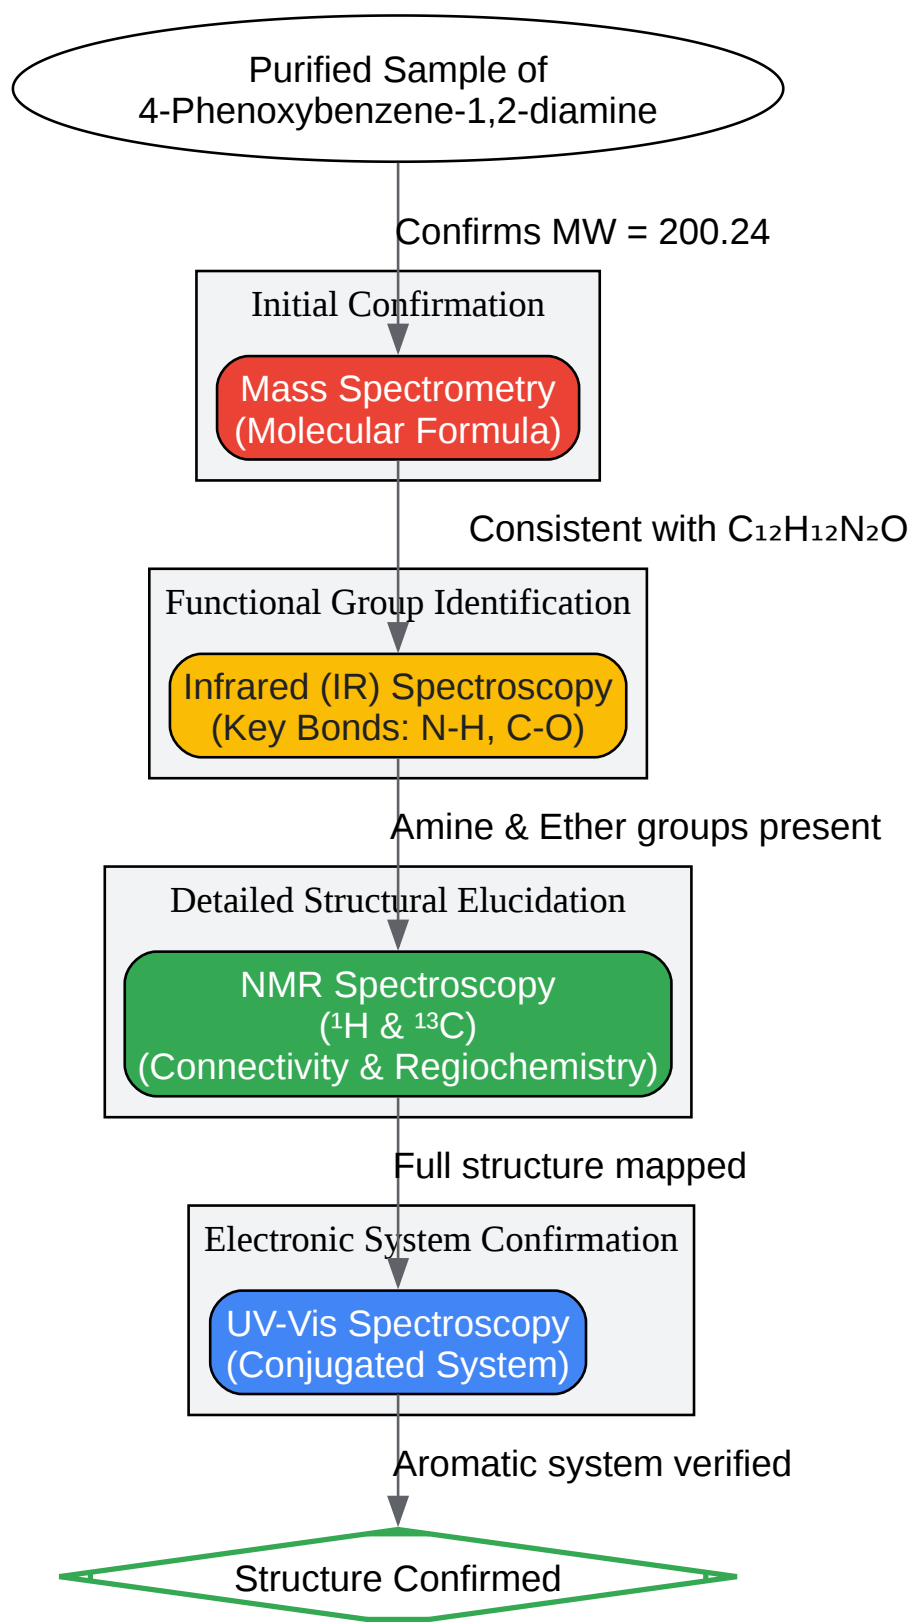 Purified Sample of
4-Phenoxybenzene-1,2-diamine
Confirms MW = 200.24
Initial Confirmation
Mass Spectrometry
(Molecular Formula)
Consistent with C₁₂H₁₂N₂O
Functional Group Identification
Infrared (IR) Spectroscopy
(Key Bonds: N-H, C-O)
Amine & Ether groups present
Detailed Structural Elucidation
NMR Spectroscopy
(¹H & ¹³C)
(Connectivity & Regiochemistry)
Full structure mapped
Electronic System Confirmation
UV-Vis Spectroscopy
(Conjugated System)
Aromatic system verified
Structure Confirmed